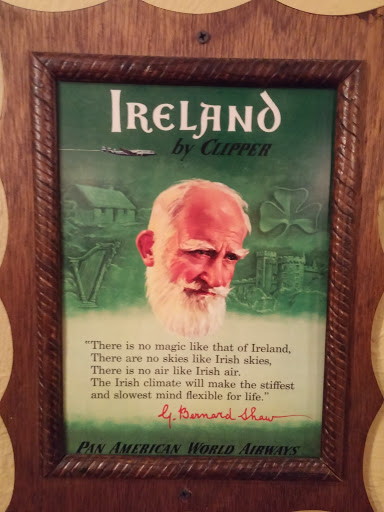 IRELAND
by CLIPPER
"There is no magic like that of Ireland,
There are no skies like Irish skies,
There is no air like Irish air.
The Irish climate will make the stiffest
and slowest mind flexible for life."
G. Bernard Shaw
PAN AMERICAN WORLD AIRWAYS